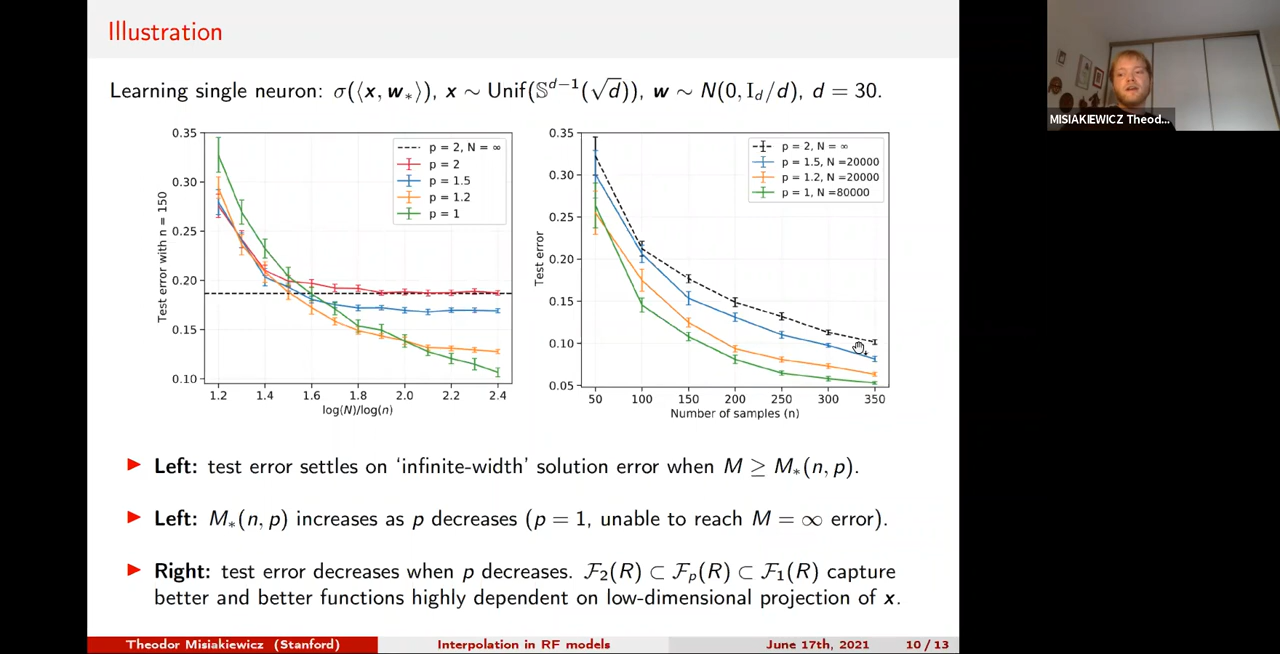 Illustration
Learning single neuron: σ(⟨x, w∗⟩), x ∼ Unif(𝕊^{d−1}(√d)), w ∼ N(0, I_d/d), d = 30.
0.35
0.30
0.25
0.20
0.15
0.10
Test error with n = 150
p = 2, N = ∞
p = 2
p = 1.5
p = 1.2
p = 1
1.2 1.4 1.6 1.8 2.0 2.2 2.4
log(N)/log(n)
0.35
0.30
0.25
0.20
0.15
0.10
0.05
Test error
p = 2, N = ∞
p = 1.5, N =20000
p = 1.2, N =20000
p = 1, N =80000
50 100 150 200 250 300 350
Number of samples (n)
▶ Left: test error settles on ‘infinite-width’ solution error when M ≥ M∗(n, p).
▶ Left: M∗(n, p) increases as p decreases (p = 1, unable to reach M = ∞ error).
▶ Right: test error decreases when p decreases. ℱ₂(R) ⊂ ℱ_p(R) ⊂ ℱ₁(R) capture
better and better functions highly dependent on low-dimensional projection of x.
Theodor Misiakiewicz (Stanford) Interpolation in RF models June 17th, 2021 10 / 13
MISIAKIEWICZ Theod...